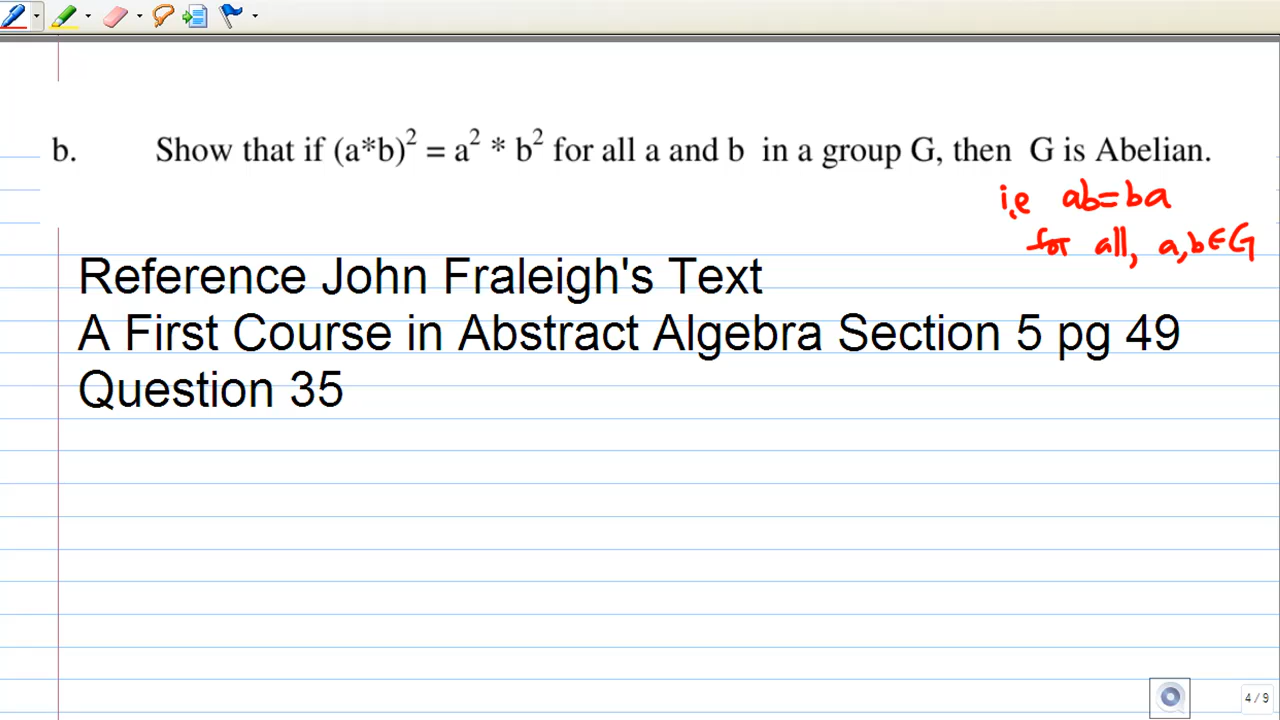 b. Show that if (a*b)² = a² * b² for all a and b in a group G, then G is Abelian.
i,e ab=ba
for all, a,b∈G
Reference John Fraleigh's Text
A First Course in Abstract Algebra Section 5 pg 49
Question 35
4 / 9